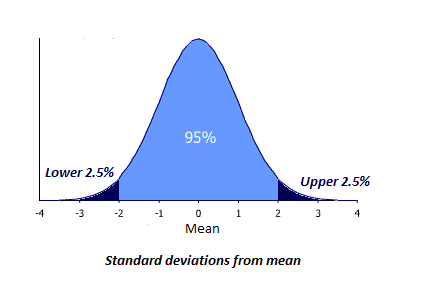 95%
Lower 2.5%
Upper 2.5%
-4 -3 -2 -1 0 1 2 3 4
Mean
Standard deviations from mean